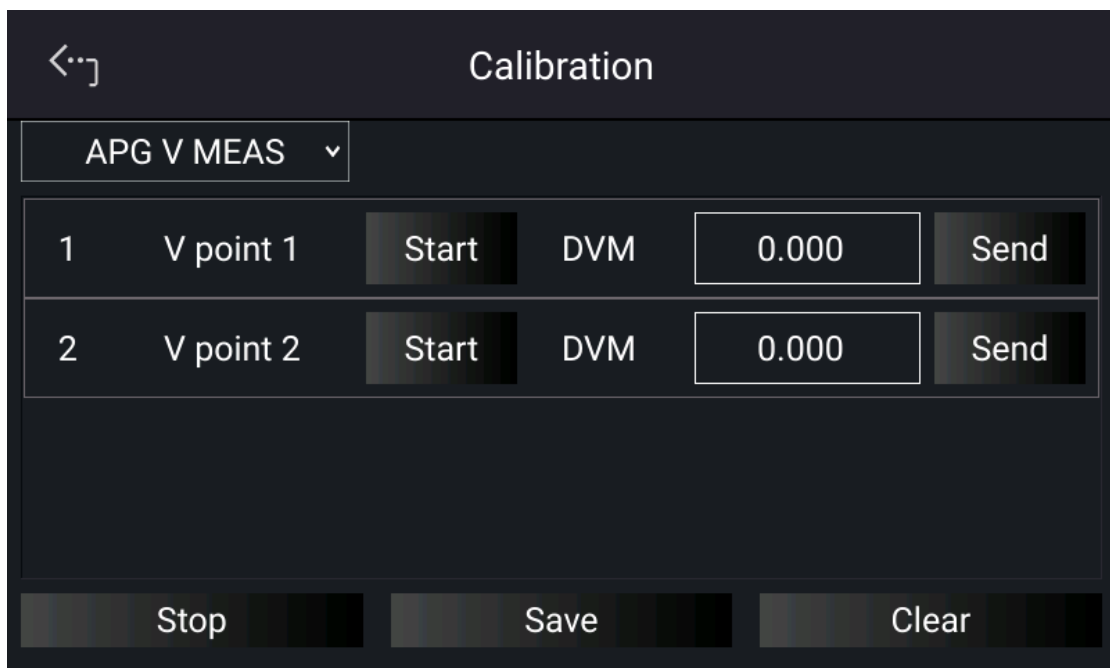 Calibration
APG V MEAS
1 V point 1 Start DVM 0.000 Send
2 V point 2 Start DVM 0.000 Send
Stop Save Clear